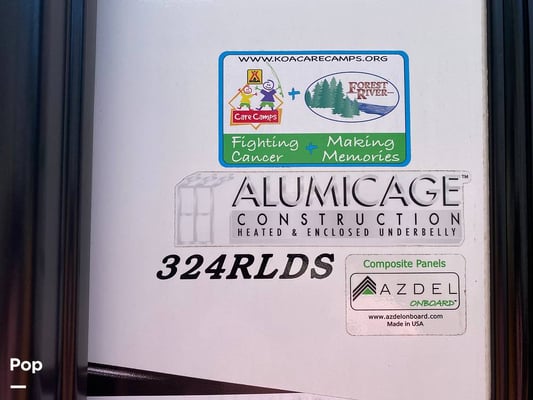 WWW.KOACARECAMPS.ORG
Care Camps
+
FOREST RIVER
Fighting Cancer + Making Memories
ALUMICAGE™
CONSTRUCTION
HEATED & ENCLOSED UNDERBELLY
324RLDS
Composite Panels
AZDEL
ONBOARD
www.azdelonboard.com
Made in USA
Pop